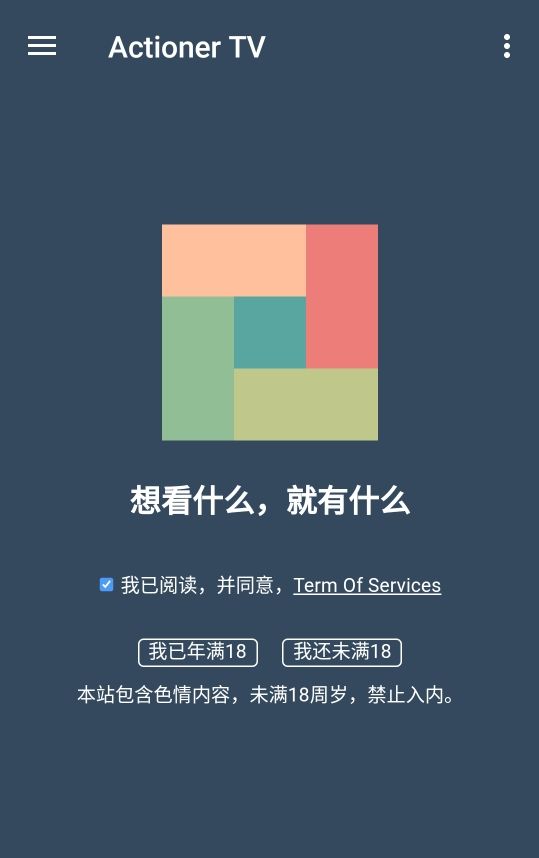 Actioner TV
想看什么，就有什么
我已阅读，并同意，Term Of Services
我已年满18 我还未满18
本站包含色情内容，未满18周岁，禁止入内。